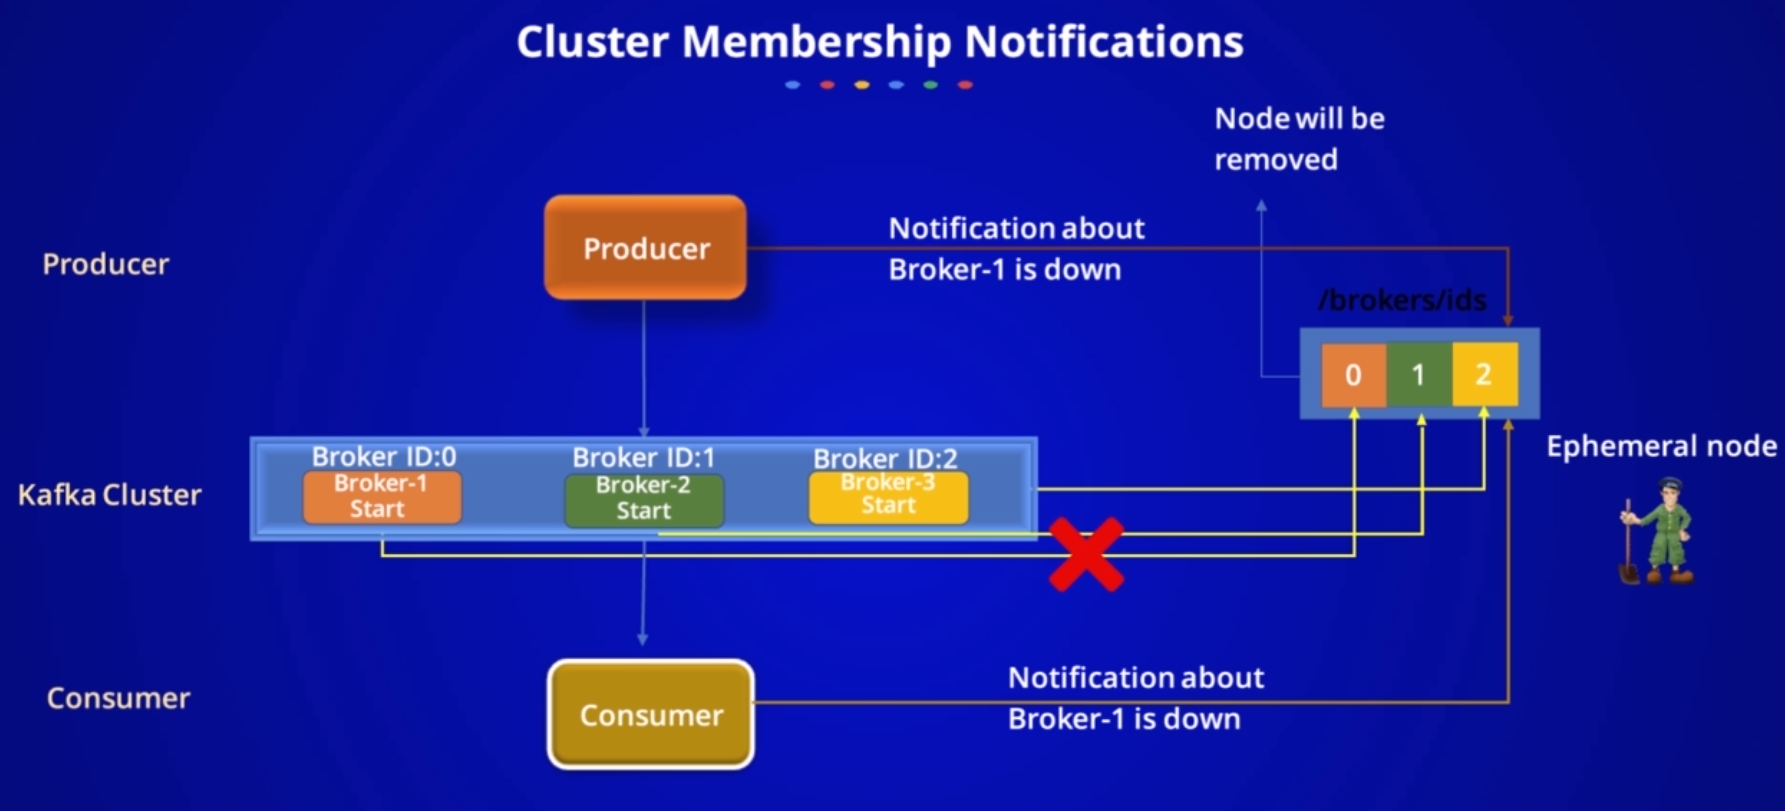 Cluster Membership Notifications
Node will be
removed
Producer
Producer
Notification about
Broker-1 is down
/brokers/ids
0 1 2
Ephemeral node
Kafka Cluster
Broker ID:0
Broker-1
Start
Broker ID:1
Broker-2
Start
Broker ID:2
Broker-3
Start
Consumer
Consumer
Notification about
Broker-1 is down